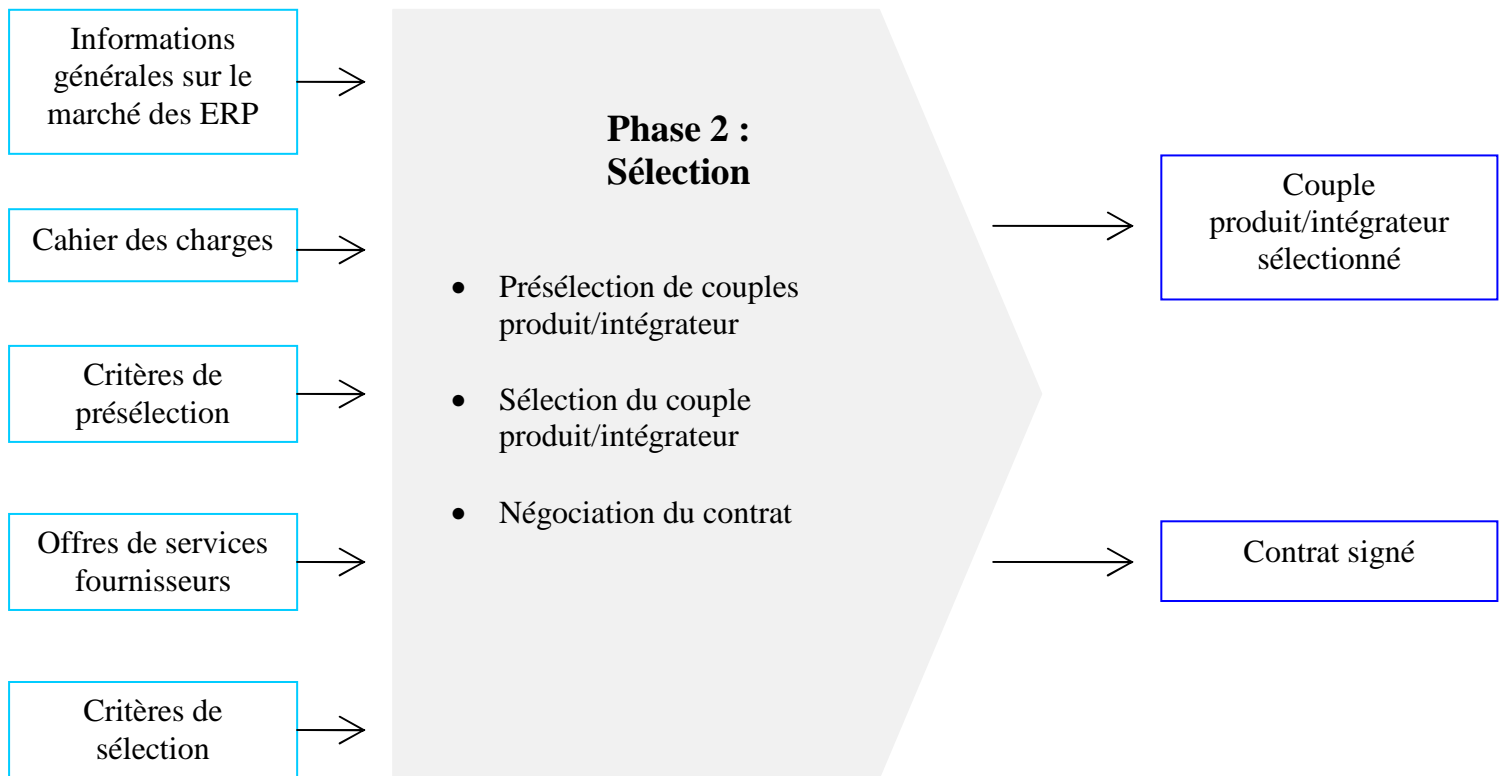 Informations
générales sur le
marché des ERP
Cahier des charges
Critères de
présélection
Offres de services
fournisseurs
Critères de
sélection
Phase 2 :
Sélection
• Présélection de couples
produit/intégrateur
• Sélection du couple
produit/intégrateur
• Négociation du contrat
Couple
produit/intégrateur
sélectionné
Contrat signé